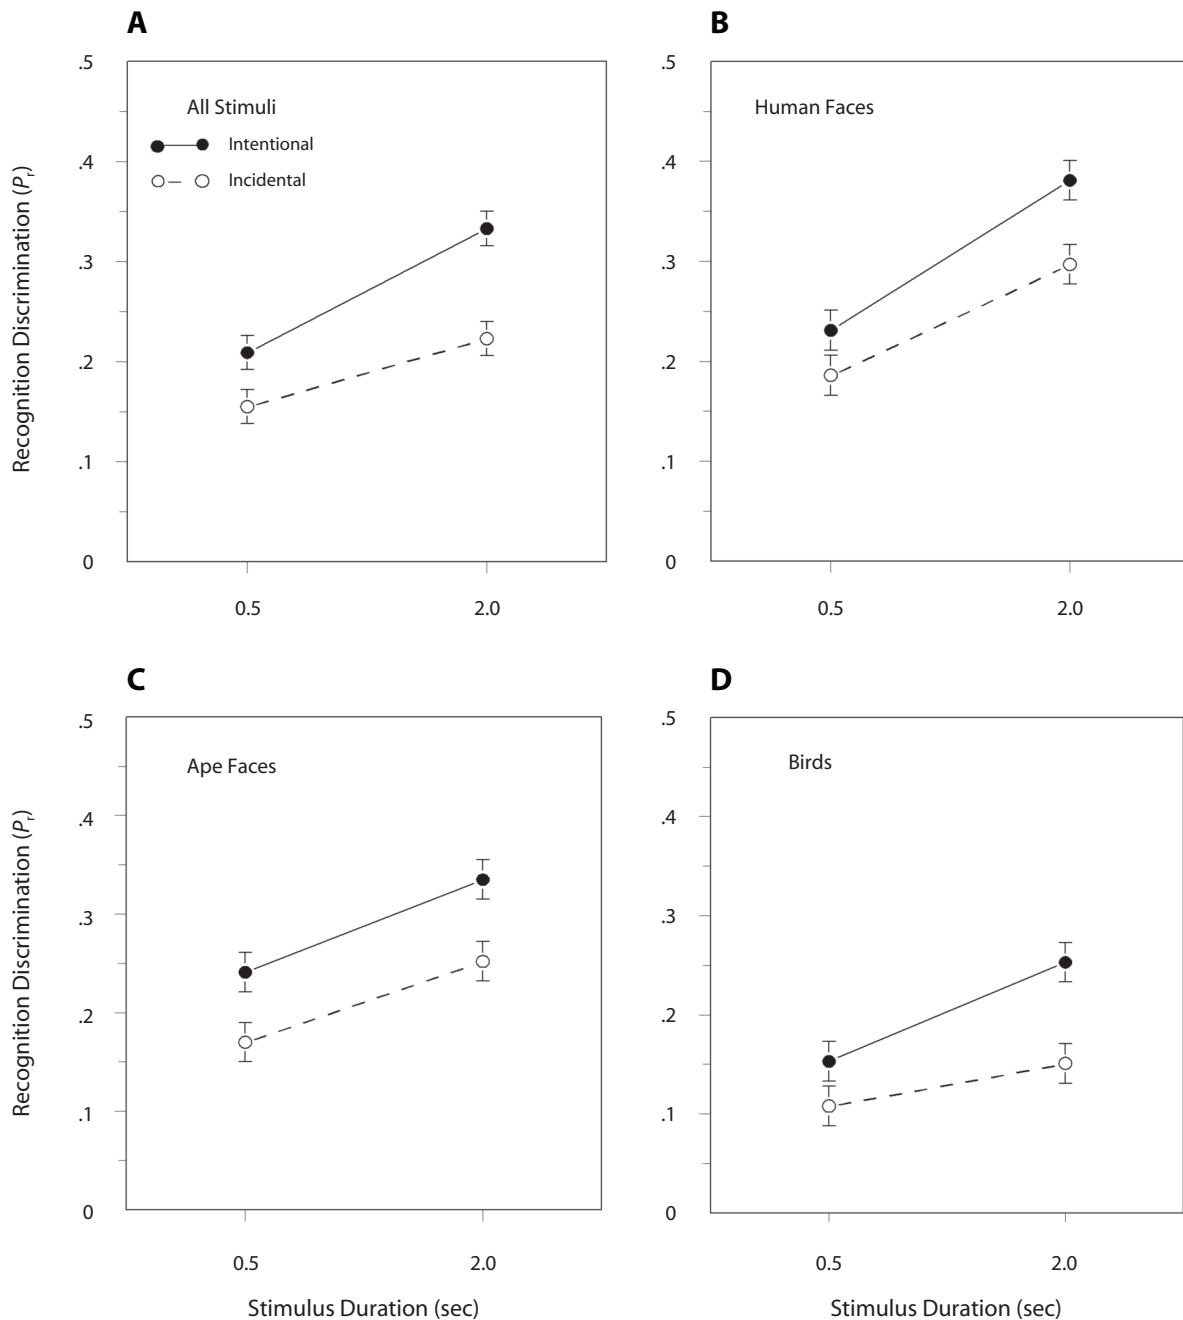 A
.5
.4
.3
.2
.1
0
Recognition Discrimination (Pr)
All Stimuli
Intentional
Incidental
0.5 2.0
B
.5
.4
.3
.2
.1
0
Human Faces
0.5 2.0
C
.5
.4
.3
.2
.1
0
Recognition Discrimination (Pr)
Ape Faces
0.5 2.0
Stimulus Duration (sec)
D
.5
.4
.3
.2
.1
0
Birds
0.5 2.0
Stimulus Duration (sec)